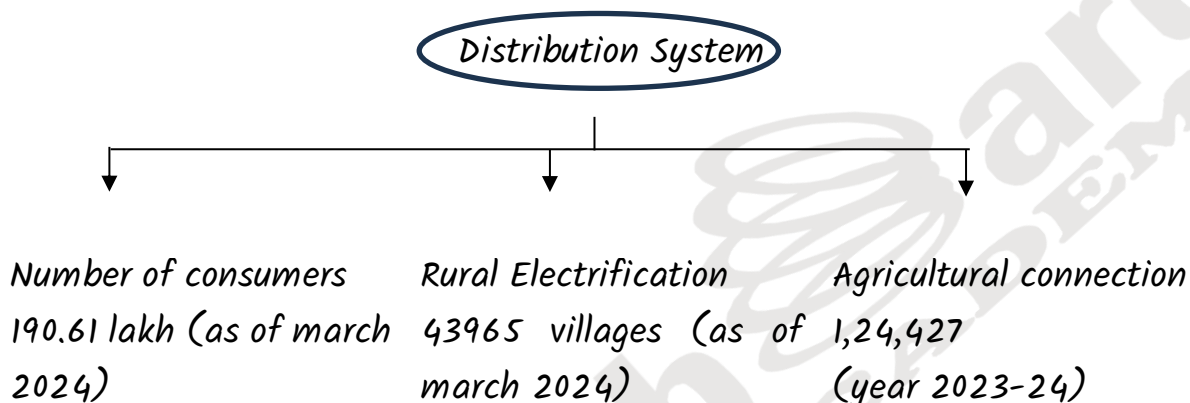 Distribution System
Number of consumers
190.61 lakh (as of march
2024)
Rural Electrification
43965 villages (as of
march 2024)
Agricultural connection
1,24,427
(year 2023-24)